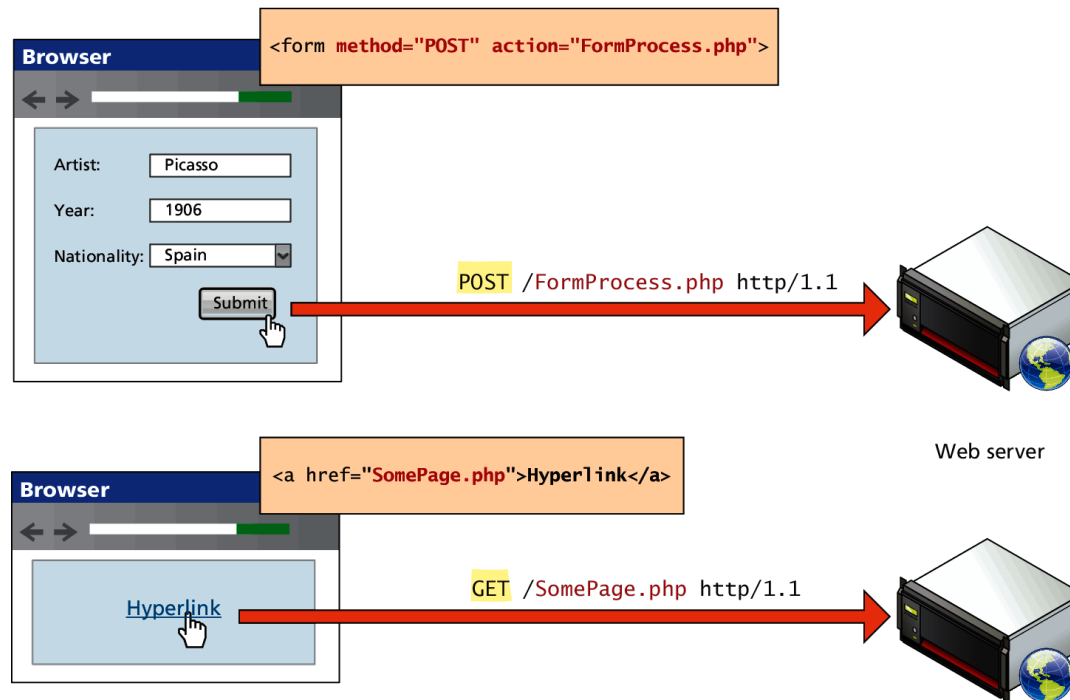 <form method="POST" action="FormProcess.php">
Browser
Artist: Picasso
Year: 1906
Nationality: Spain
Submit
POST /FormProcess.php http/1.1
Web server
<a href="SomePage.php">Hyperlink</a>
Browser
Hyperlink
GET /SomePage.php http/1.1